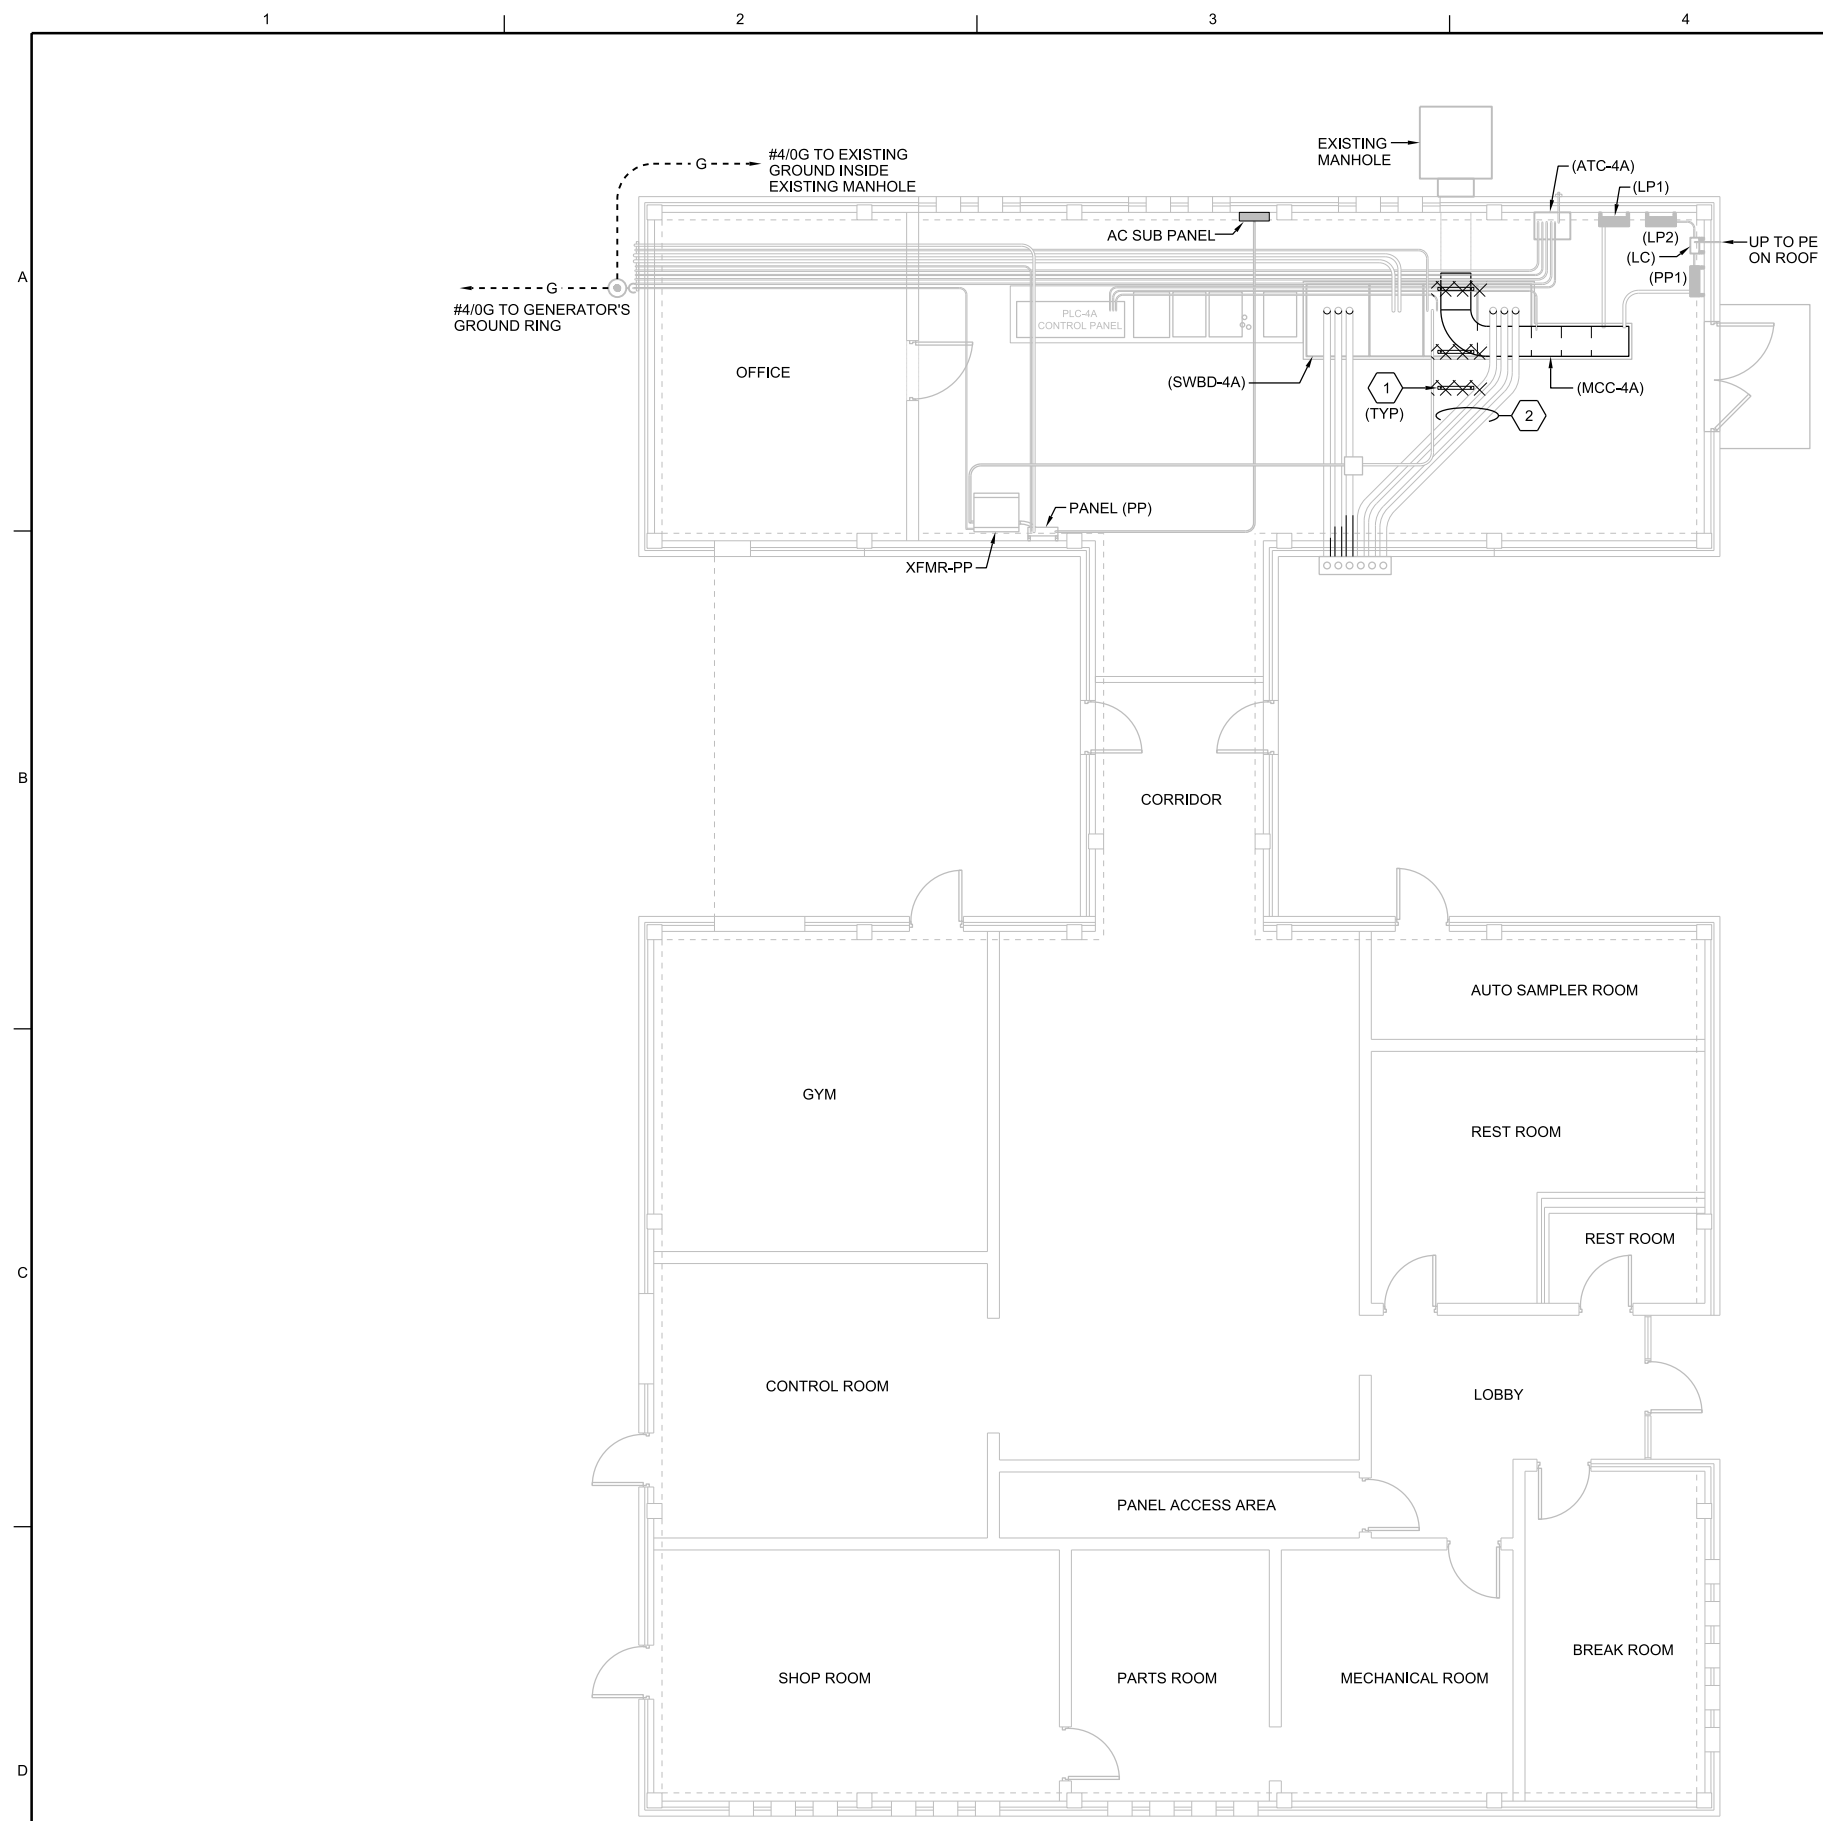 1
2
3
4
#4/0G TO EXISTING
GROUND INSIDE
EXISTING MANHOLE
G
EXISTING
MANHOLE
(ATC-4A)
(LP1)
AC SUB PANEL
(LP2)
(LC)
UP TO PE
ON ROOF
(PP1)
A
G
#4/0G TO GENERATOR'S
GROUND RING
PLC-4A
CONTROL PANEL
OFFICE
(SWBD-4A)
1
(TYP)
(MCC-4A)
2
PANEL (PP)
XFMR-PP
B
CORRIDOR
AUTO SAMPLER ROOM
GYM
REST ROOM
REST ROOM
C
CONTROL ROOM
LOBBY
PANEL ACCESS AREA
SHOP ROOM
PARTS ROOM
MECHANICAL ROOM
BREAK ROOM
D